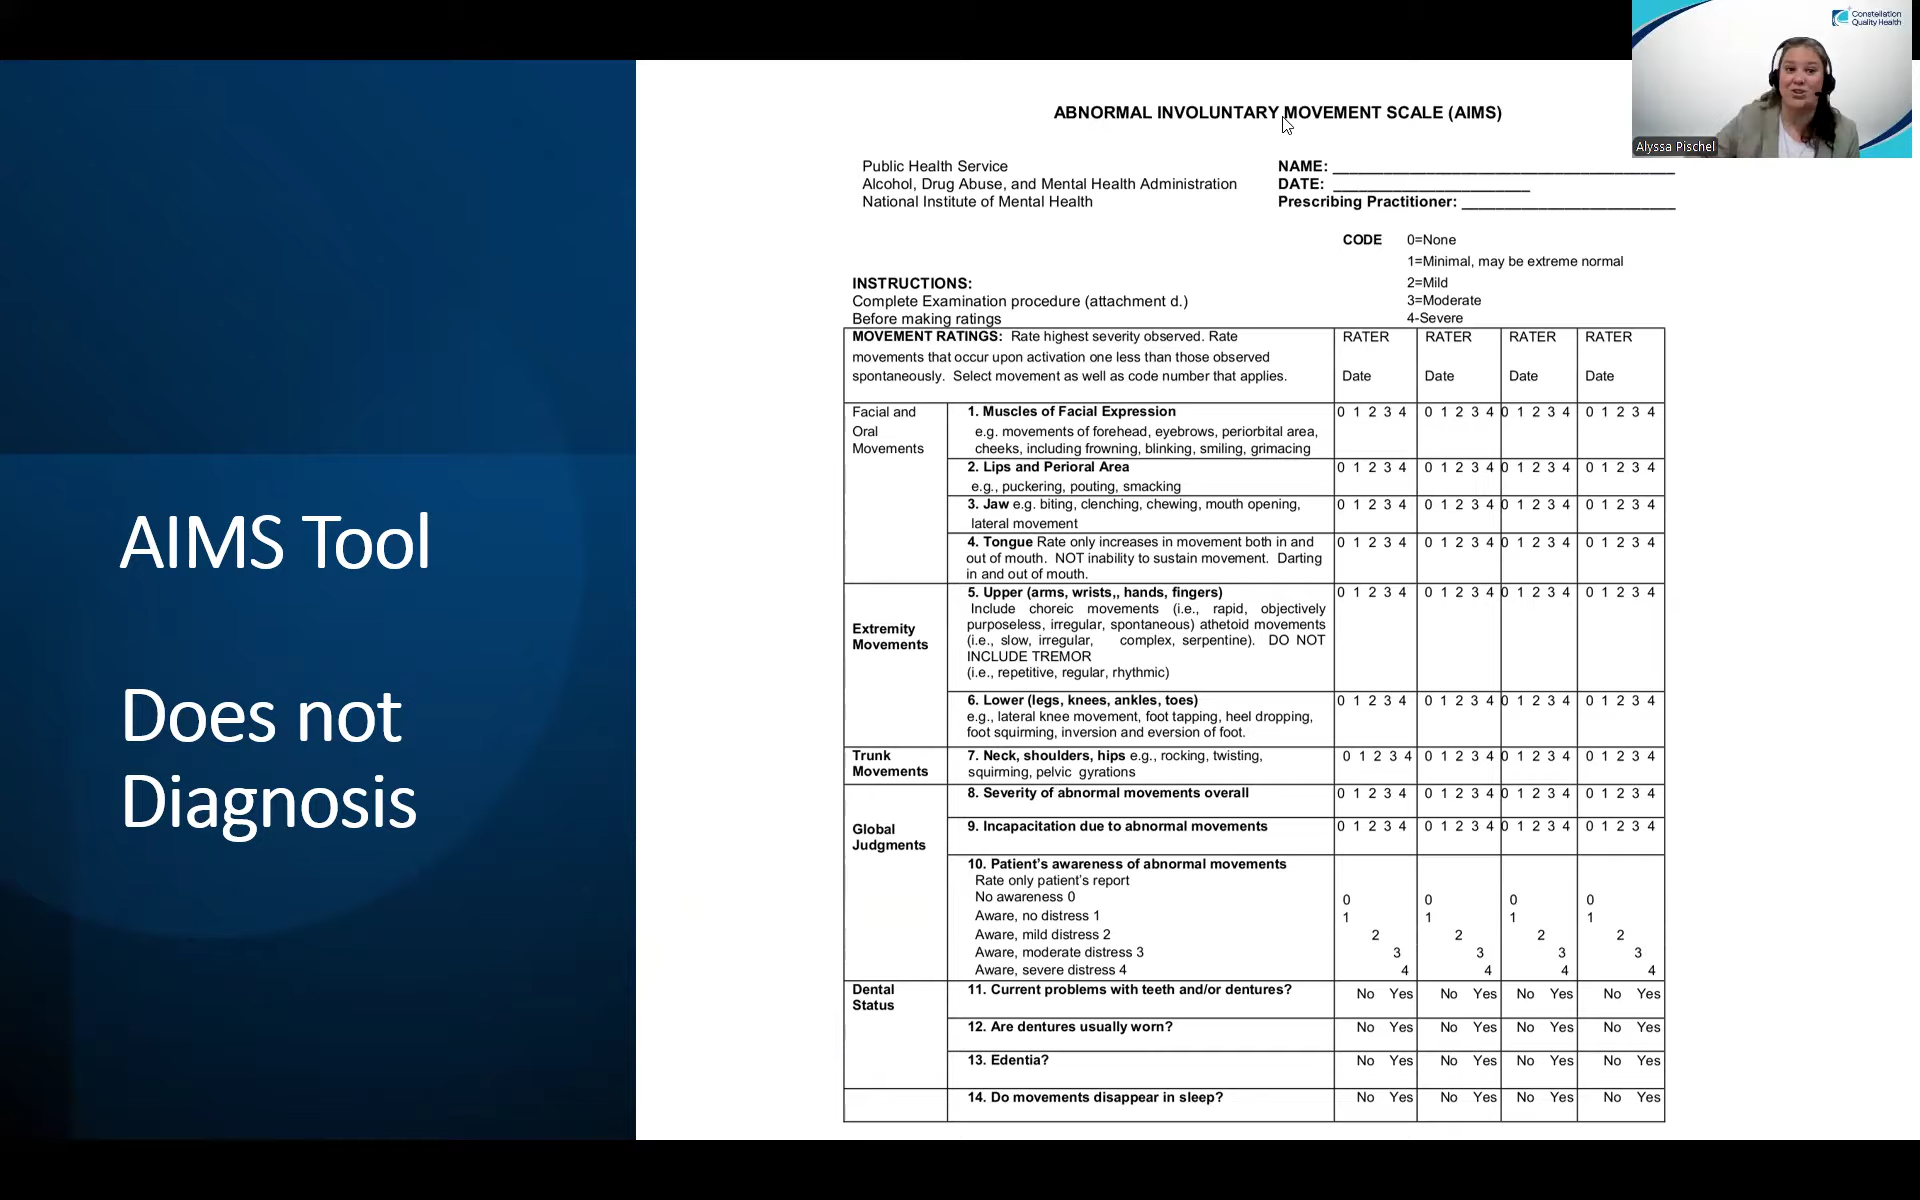 Constellation
Quality Health
Alyssa Pischel
AIMS Tool
Does not
Diagnosis
ABNORMAL INVOLUNTARY MOVEMENT SCALE (AIMS)
Public Health Service
Alcohol, Drug Abuse, and Mental Health Administration
National Institute of Mental Health
NAME: ___________________________________________
DATE: ________________________
Prescribing Practitioner: __________________________
CODE 0=None
1=Minimal, may be extreme normal
2=Mild
3=Moderate
4-Severe
INSTRUCTIONS:
Complete Examination procedure (attachment d.)
Before making ratings
MOVEMENT RATINGS: Rate highest severity observed. Rate
movements that occur upon activation one less than those observed
spontaneously. Select movement as well as code number that applies.
RATER RATER RATER RATER
Date Date Date Date
Facial and
Oral
Movements
1. Muscles of Facial Expression
e.g. movements of forehead, eyebrows, periorbital area,
cheeks, including frowning, blinking, smiling, grimacing
0 1 2 3 4 0 1 2 3 4 0 1 2 3 4 0 1 2 3 4
2. Lips and Perioral Area
e.g., puckering, pouting, smacking
0 1 2 3 4 0 1 2 3 4 0 1 2 3 4 0 1 2 3 4
3. Jaw e.g. biting, clenching, chewing, mouth opening,
lateral movement
0 1 2 3 4 0 1 2 3 4 0 1 2 3 4 0 1 2 3 4
4. Tongue Rate only increases in movement both in and
out of mouth. NOT inability to sustain movement. Darting
in and out of mouth.
0 1 2 3 4 0 1 2 3 4 0 1 2 3 4 0 1 2 3 4
Extremity
Movements
5. Upper (arms, wrists,, hands, fingers)
Include choreic movements (i.e., rapid, objectively
purposeless, irregular, spontaneous) athetoid movements
(i.e., slow, irregular, complex, serpentine). DO NOT
INCLUDE TREMOR
(i.e., repetitive, regular, rhythmic)
0 1 2 3 4 0 1 2 3 4 0 1 2 3 4 0 1 2 3 4
6. Lower (legs, knees, ankles, toes)
e.g., lateral knee movement, foot tapping, heel dropping,
foot squirming, inversion and eversion of foot.
0 1 2 3 4 0 1 2 3 4 0 1 2 3 4 0 1 2 3 4
Trunk
Movements
7. Neck, shoulders, hips e.g., rocking, twisting,
squirming, pelvic gyrations
0 1 2 3 4 0 1 2 3 4 0 1 2 3 4 0 1 2 3 4
Global
Judgments
8. Severity of abnormal movements overall
0 1 2 3 4 0 1 2 3 4 0 1 2 3 4 0 1 2 3 4
9. Incapacitation due to abnormal movements
0 1 2 3 4 0 1 2 3 4 0 1 2 3 4 0 1 2 3 4
10. Patient's awareness of abnormal movements
Rate only patient's report
No awareness 0
Aware, no distress 1
Aware, mild distress 2
Aware, moderate distress 3
Aware, severe distress 4
0 0 0 0
1 1 1 1
2 2 2 2
3 3 3 3
4 4 4 4
Dental
Status
11. Current problems with teeth and/or dentures?
No Yes No Yes No Yes No Yes
12. Are dentures usually worn?
No Yes No Yes No Yes No Yes
13. Edentia?
No Yes No Yes No Yes No Yes
14. Do movements disappear in sleep?
No Yes No Yes No Yes No Yes